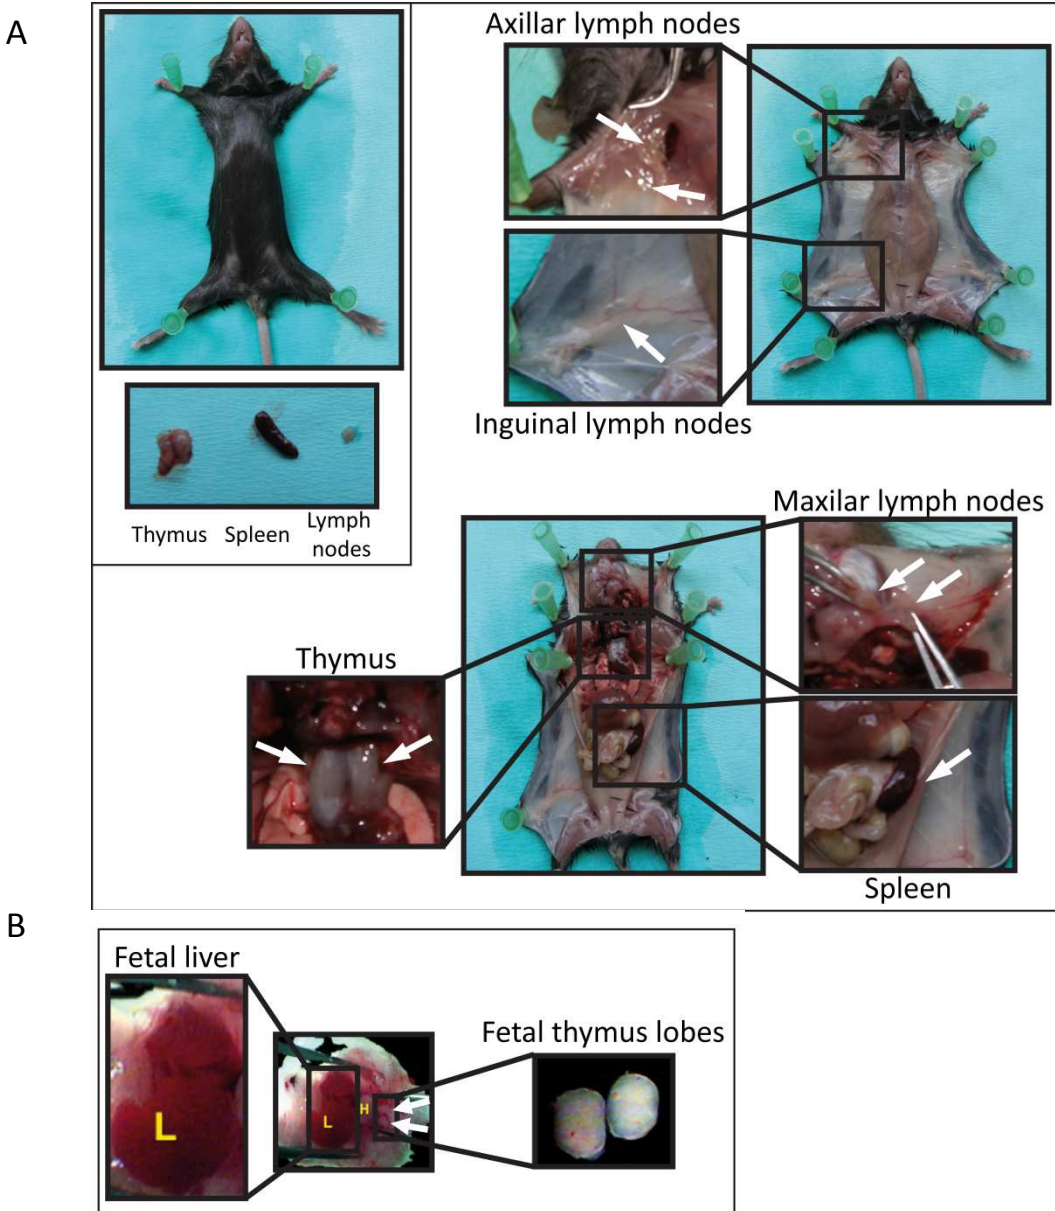 A
Axillar lymph nodes
Inguinal lymph nodes
Thymus
Spleen
Lymph
nodes
Maxilar lymph nodes
Thymus
Spleen
B
Fetal liver
Fetal thymus lobes
L
L
H